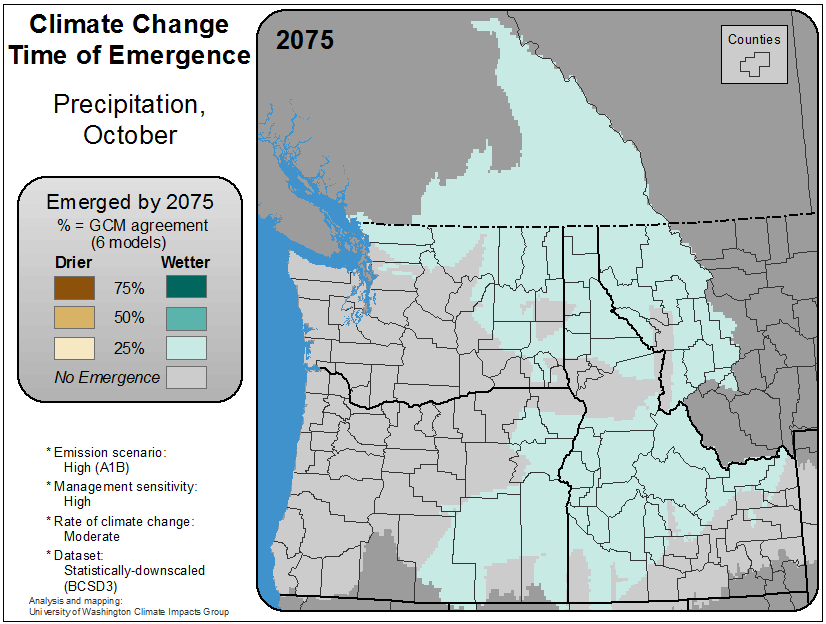 Climate Change
Time of Emergence
Precipitation,
October
Emerged by 2075
% = GCM agreement
(6 models)
Drier Wetter
75%
50%
25%
No Emergence
* Emission scenario:
High (A1B)
* Management sensitivity:
High
* Rate of climate change:
Moderate
* Dataset:
Statistically-downscaled
(BCSD3)
Analysis and mapping:
University of Washington Climate Impacts Group
2075
Counties